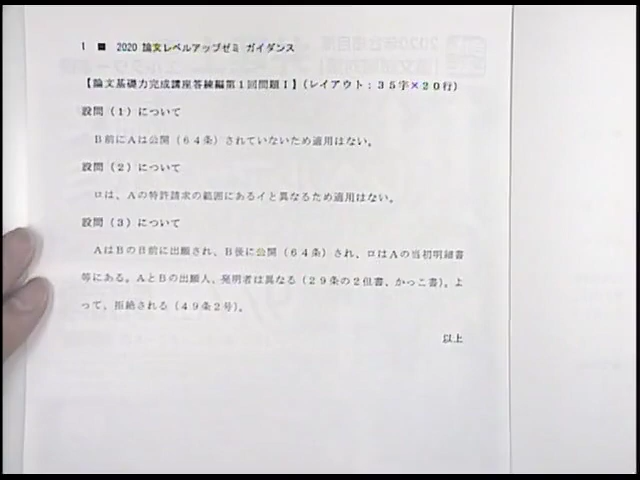 1 ■ 2020 論文レベルアップゼミ ガイダンス
【論文基礎力完成講座答練編第１回問題Ⅰ】（レイアウト：３５字×２０行）
設問（１）について
Ｂ前にＡは公開（６４条）されていないため適用はない。
設問（２）について
ロは、Ａの特許請求の範囲にあるイと異なるため適用はない。
設問（３）について
ＡはＢの日前に出願され、Ｂ後に公開（６４条）され、ロはＡの当初明細書
等にある。ＡとＢの出願人、発明者は異なる（２９条の２但書、かっこ書）。よ
って、拒絶される（４９条２号）。
以上